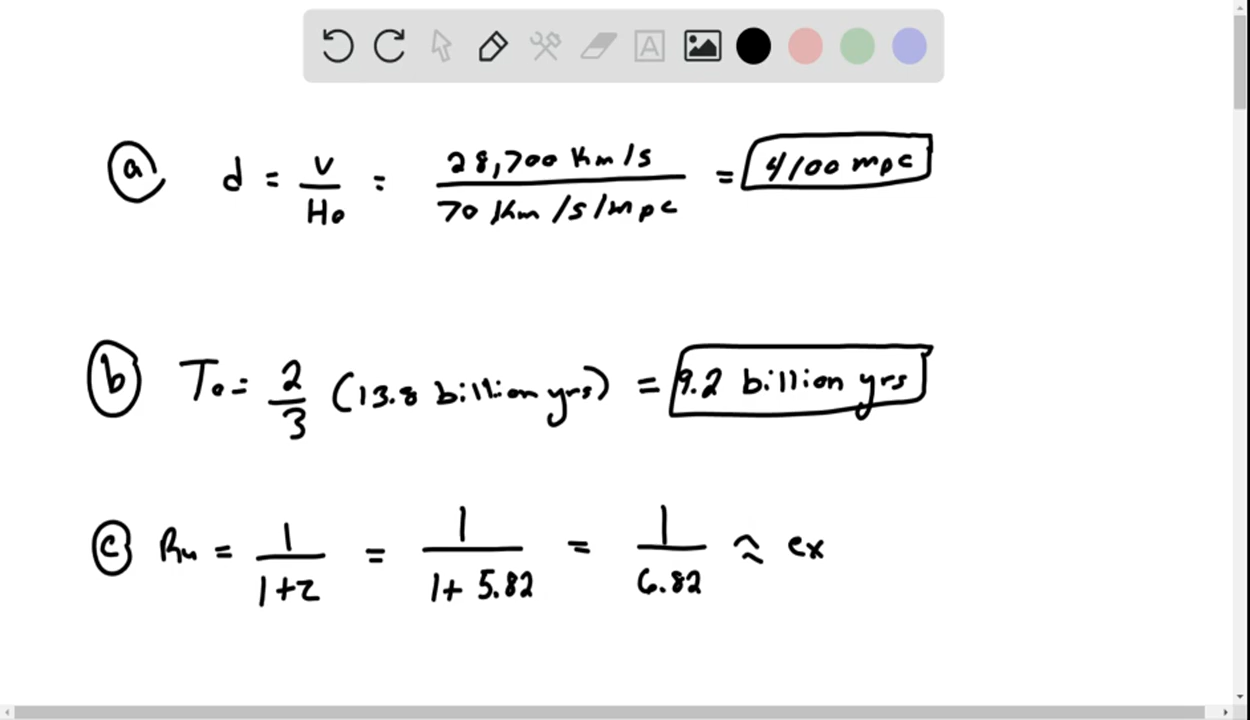 A
(a) d = v/H₀ = 28,700 Km/s / 70 Km/s/mpc = 4100 mpc
(b) T₀ = 2/3 (13.8 billion yrs) = 9.2 billion yrs
(c) Ru = 1/1+z = 1/1+ 5.82 = 1/6.82 ≈ ex